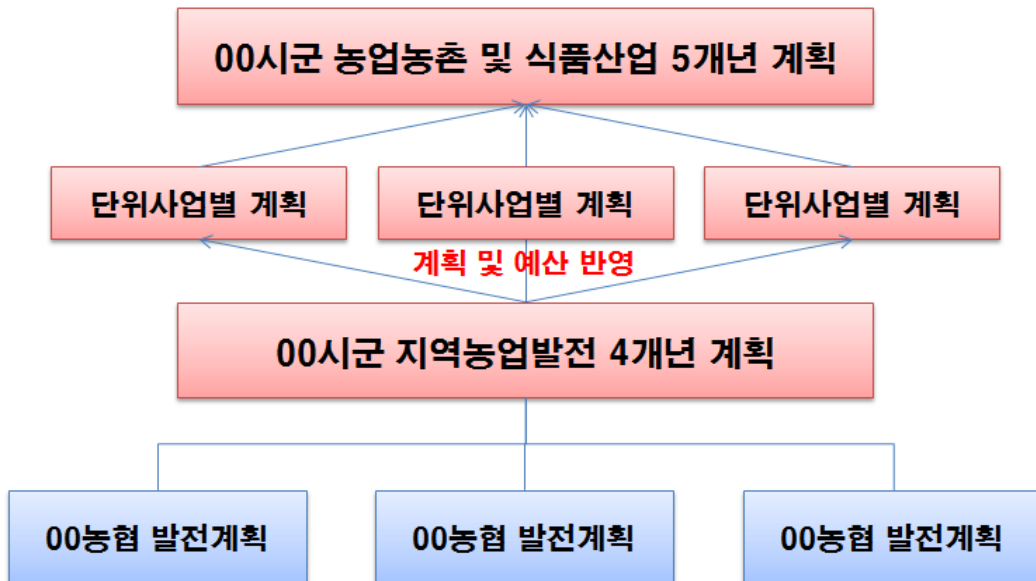 00시군 농업농촌 및 식품산업 5개년 계획
단위사업별 계획
단위사업별 계획
단위사업별 계획
계획 및 예산 반영
00시군 지역농업발전 4개년 계획
00농협 발전계획
00농협 발전계획
00농협 발전계획